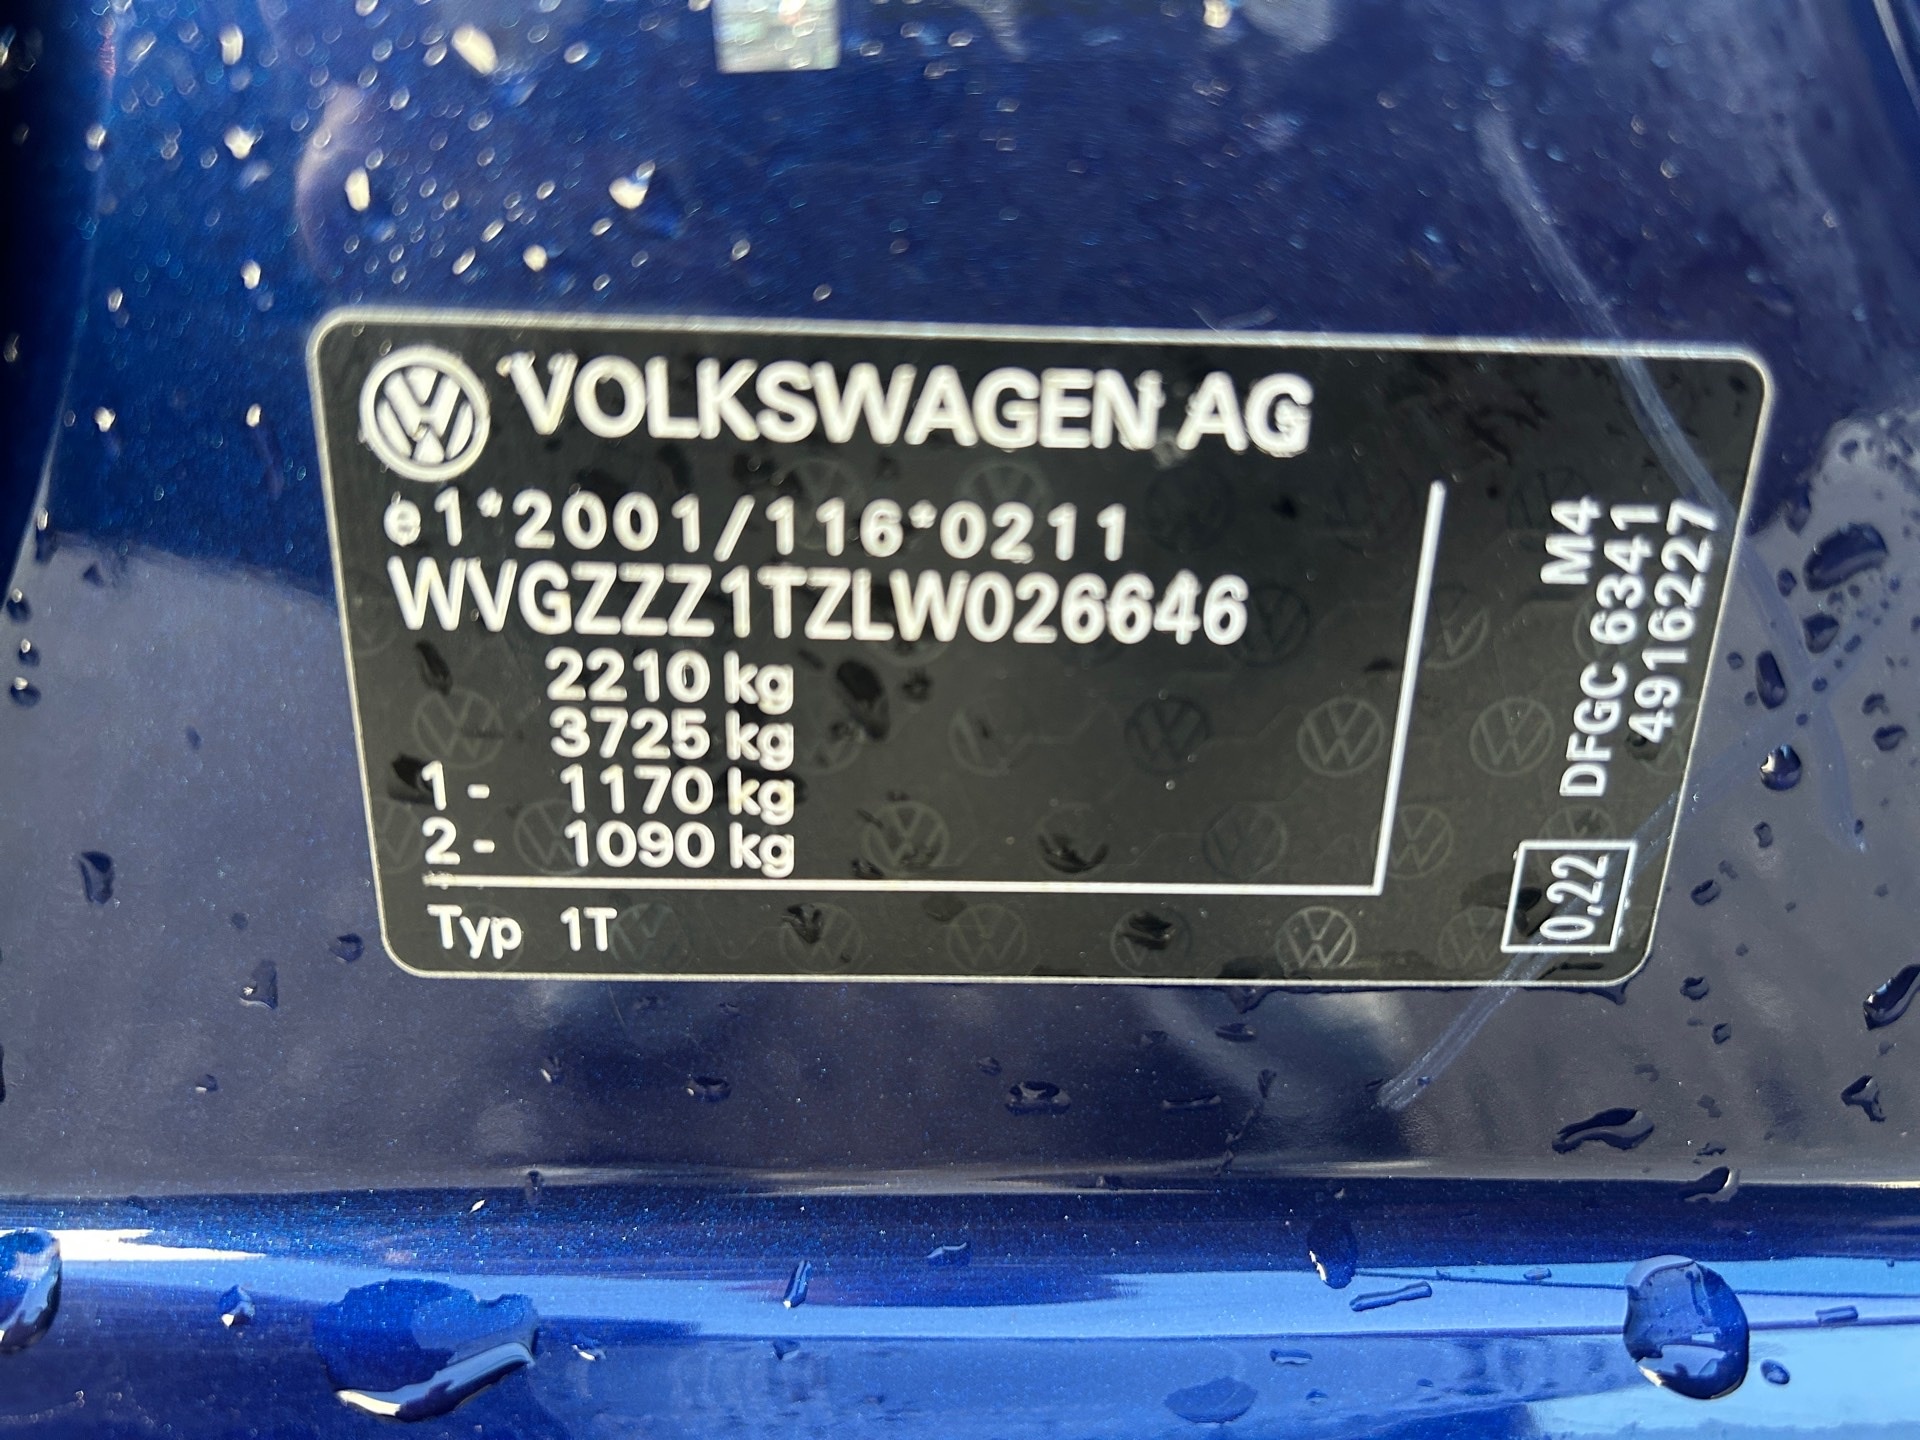 VOLKSWAGEN AG
e1*2001/116*0211
WVGZZZ1TZLW026646
2210 kg
3725 kg
1- 1170 kg
2- 1090 kg
Typ 1T
M4
DFGC 6341
4916227
0,22